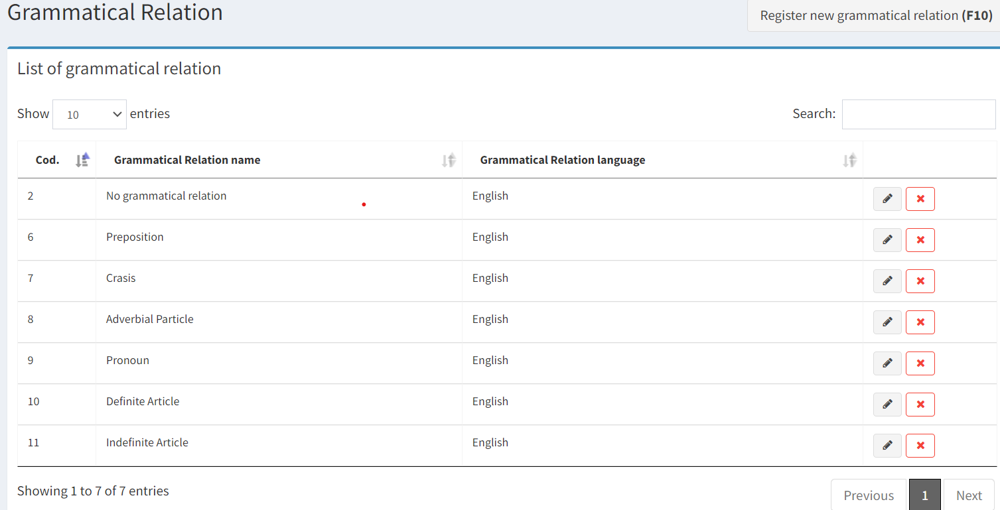 Grammatical Relation
Register new grammatical relation (F10)
List of grammatical relation
Show 10 entries
Search:
Cod. Grammatical Relation name Grammatical Relation language
2 No grammatical relation English
6 Preposition English
7 Crasis English
8 Adverbial Particle English
9 Pronoun English
10 Definite Article English
11 Indefinite Article English
Showing 1 to 7 of 7 entries
Previous 1 Next